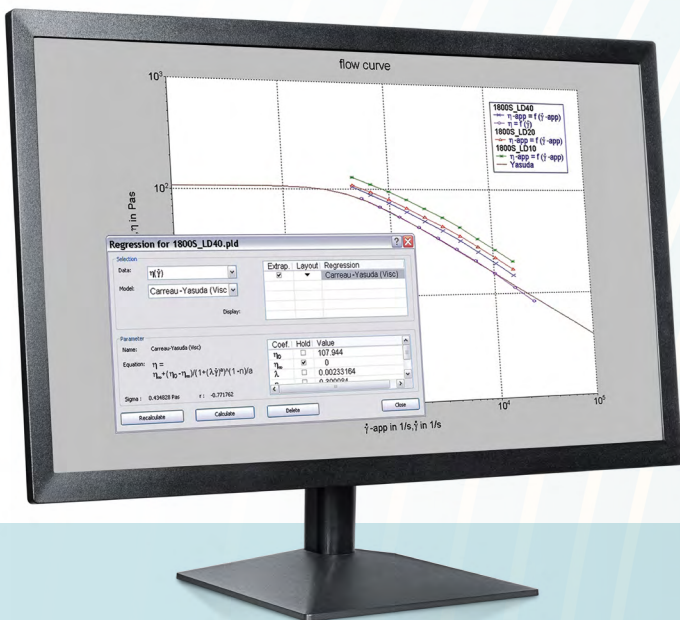 flow curve
10³
1800S_LD40
η-app = f (γ̇-app)
η = f (γ̇)
1800S_LD20
η-app = f (γ̇-app)
1800S_LD10
η-app = f (γ̇-app)
Yasuda
10²
η in Pas
Regression for 1800S_LD40.pld
Selection
Data:
η(γ̇)
Model:
Carreau-Yasuda (Visc
Display:
Extrap. Layout Regression
Carreau-Yasuda (Visc)
Parameter
Name: Carreau-Yasuda (Visc)
Equation: η =
η∞+(η₀-η∞)/(1+(λγ̇)ᵃ)^(1-n)/a
Sigma : 0.434828 Pas r : -0.771762
Coef. Hold Value
η₀ 107.944
η∞ 0
λ 0.00233164
Recalculate Calculate Delete Close
10⁴ 10⁵
γ̇-app in 1/s,γ̇ in 1/s